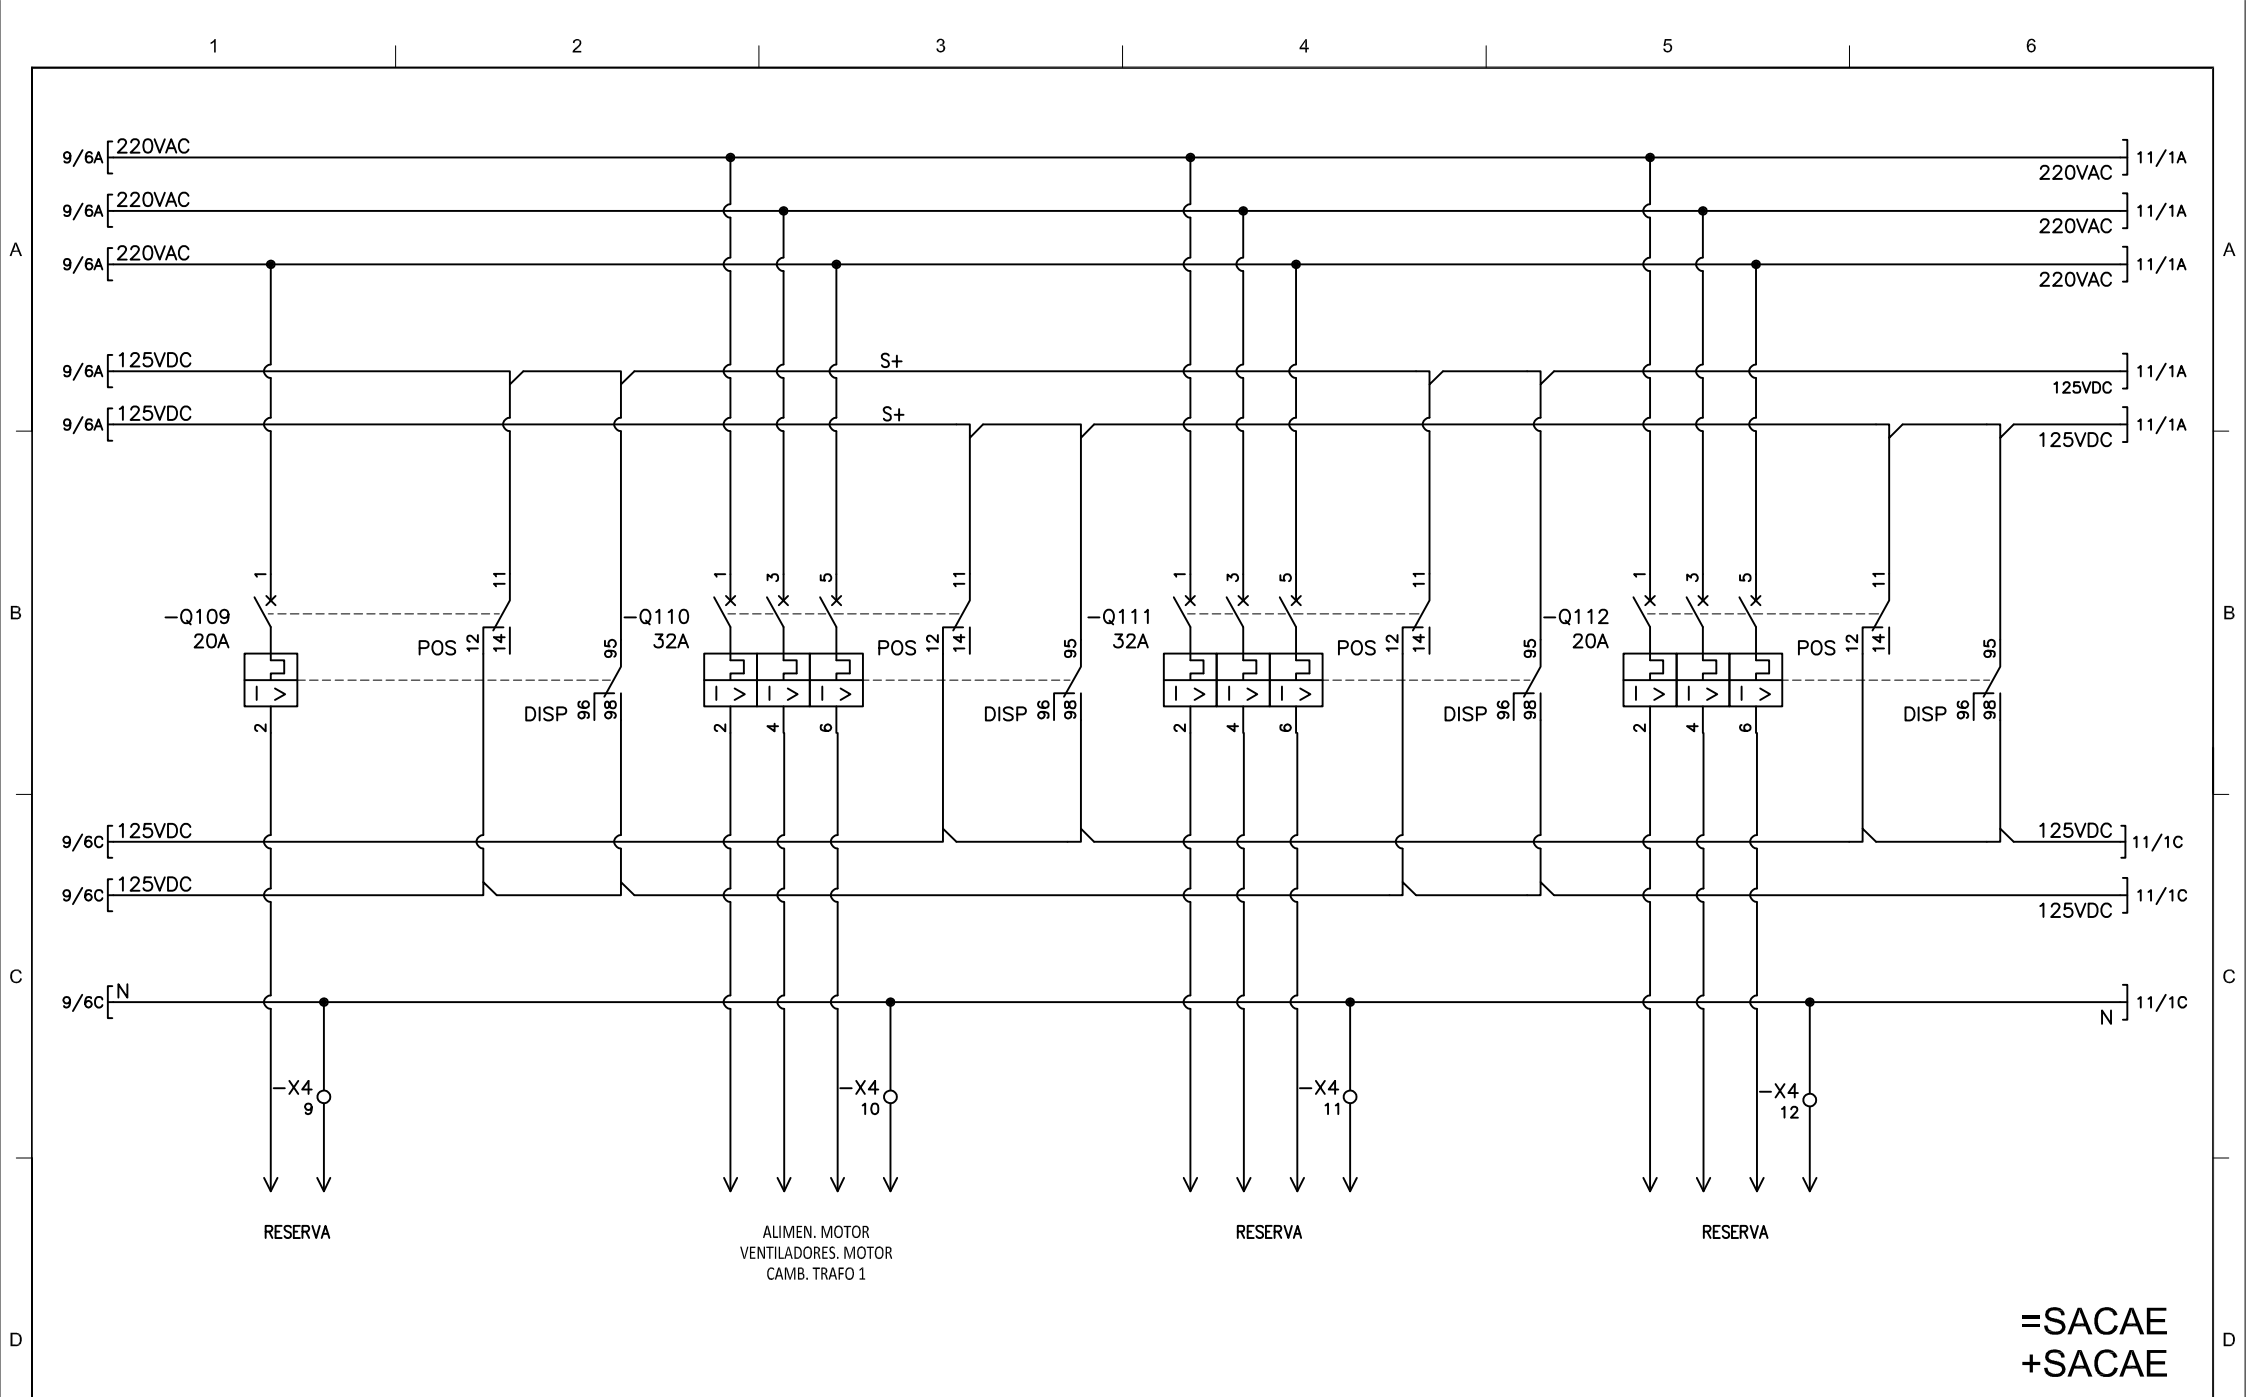 1 2 3 4 5 6
9/6A 220VAC 11/1A
220VAC
9/6A 220VAC 11/1A
220VAC
A A
9/6A 220VAC 11/1A
220VAC
9/6A 125VDC S+ 11/1A
125VDC
9/6A 125VDC S+ 11/1A
125VDC
1 11 1 3 5 11 1 3 5 11 1 3 5 11
B B
-Q109 -Q110 -Q111 -Q112
20A 32A 32A 20A
POS 12 14 95 POS 12 14 95 POS 12 14 95 POS 12 14 95
I > I > I > I > I > I > I > I > I > I >
DISP 96 98 DISP 96 98 DISP 96 98 DISP 96 98
2 2 4 6 2 4 6 2 4 6
9/6C 125VDC 125VDC 11/1C
9/6C 125VDC 11/1C
125VDC
C C
9/6C N 11/1C
N
-X4 -X4 -X4 -X4
9 10 11 12
RESERVA
ALIMEN. MOTOR
VENTILADORES. MOTOR
CAMB. TRAFO 1
RESERVA
RESERVA
D D
=SACAE
+SACAE